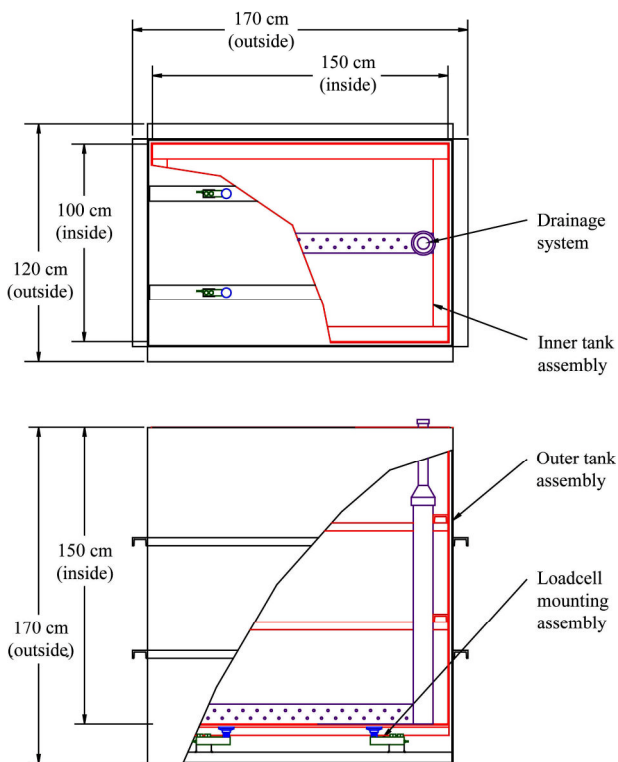 170 cm
(outside)
150 cm
(inside)
100 cm
(inside)
120 cm
(outside)
Drainage
system
Inner tank
assembly
Outer tank
assembly
150 cm
(inside)
Loadcell
mounting
assembly
170 cm
(outside)